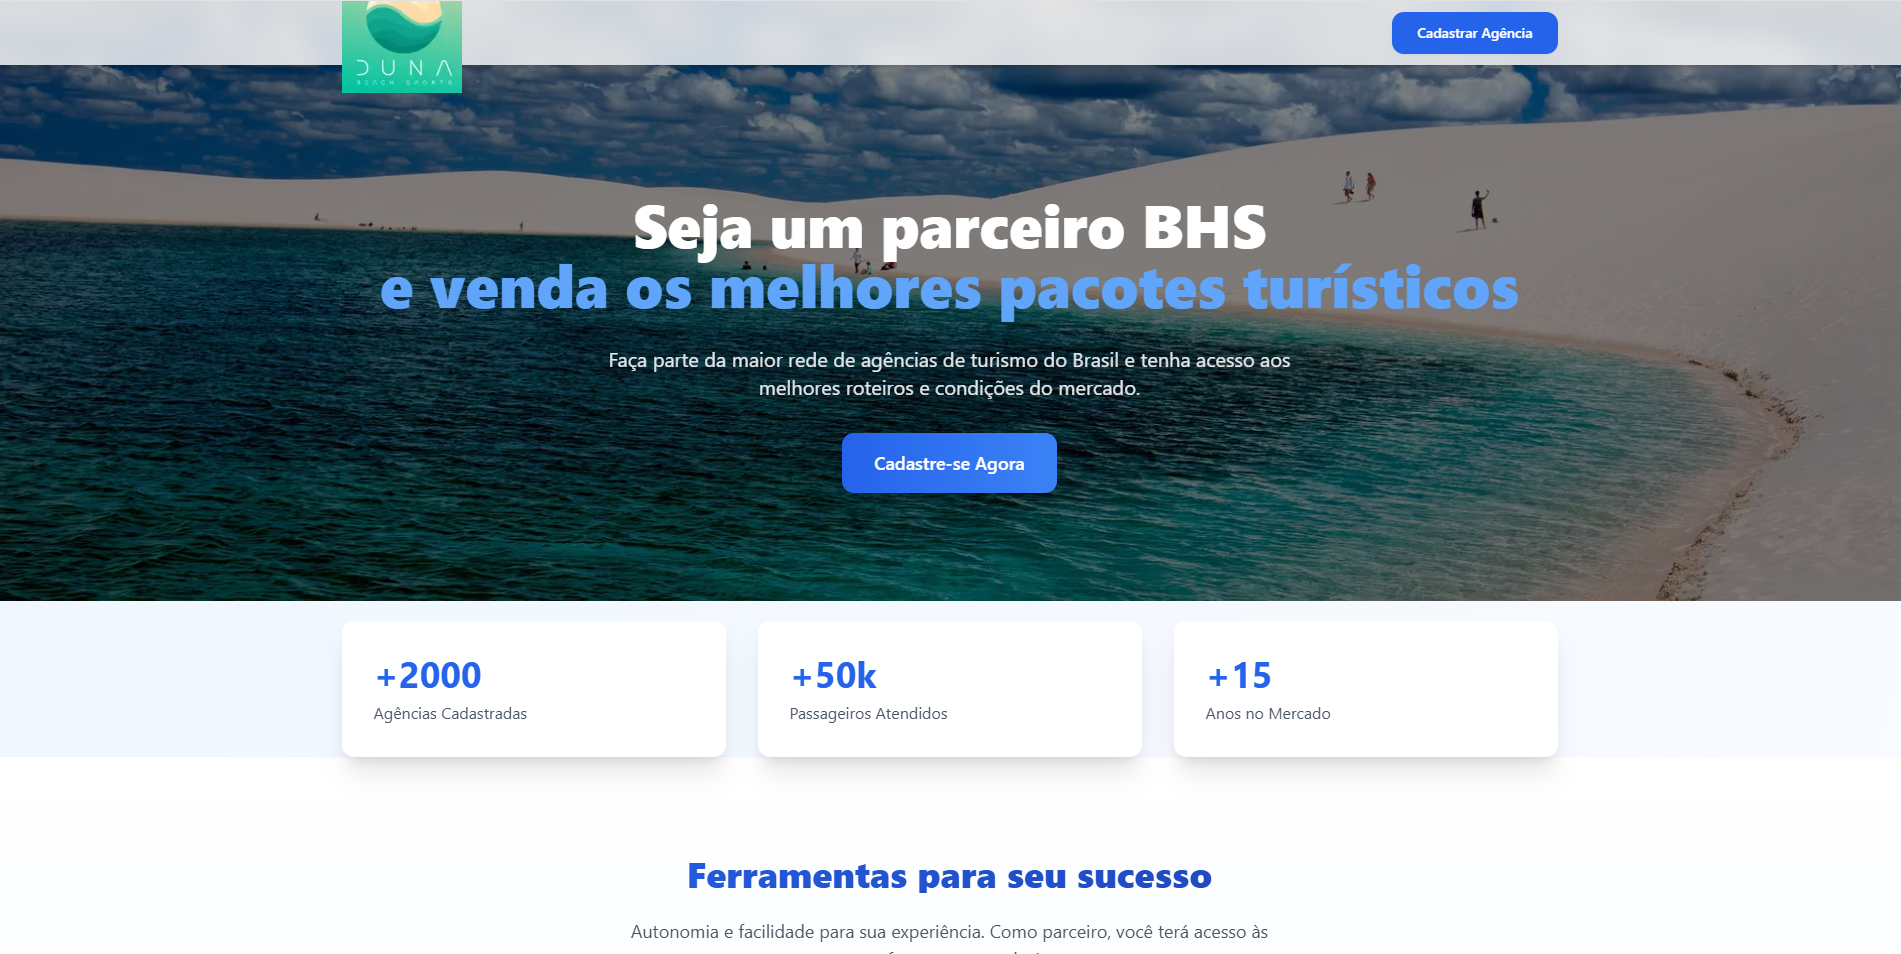 DUNA
BEACH SPORTS
Cadastrar Agência
Seja um parceiro BHS
e venda os melhores pacotes turísticos
Faça parte da maior rede de agências de turismo do Brasil e tenha acesso aos
melhores roteiros e condições do mercado.
Cadastre-se Agora
+2000
Agências Cadastradas
+50k
Passageiros Atendidos
+15
Anos no Mercado
Ferramentas para seu sucesso
Autonomia e facilidade para sua experiência. Como parceiro, você terá acesso às